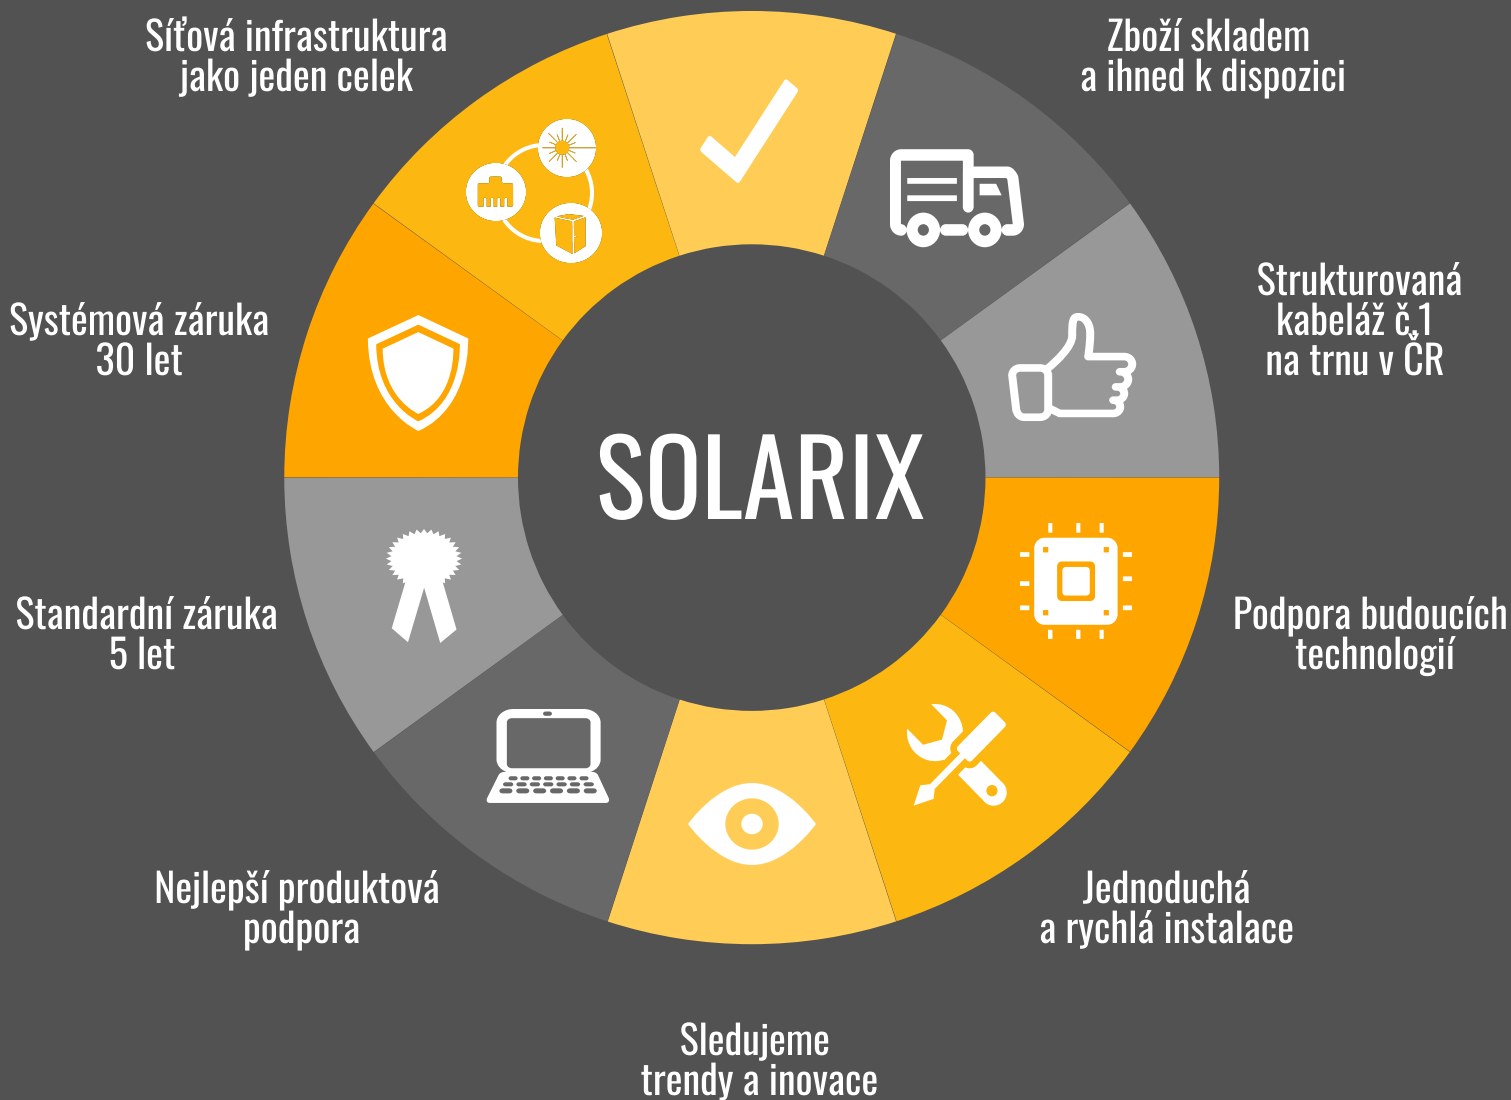 Síťová infrastruktura
jako jeden celek
Zboží skladem
a ihned k dispozici
Systémová záruka
30 let
Strukturovaná
kabeláž č.1
na trnu v ČR
SOLARIX
Standardní záruka
5 let
Podpora budoucích
technologií
Nejlepší produktová
podpora
Jednoduchá
a rychlá instalace
Sledujeme
trendy a inovace